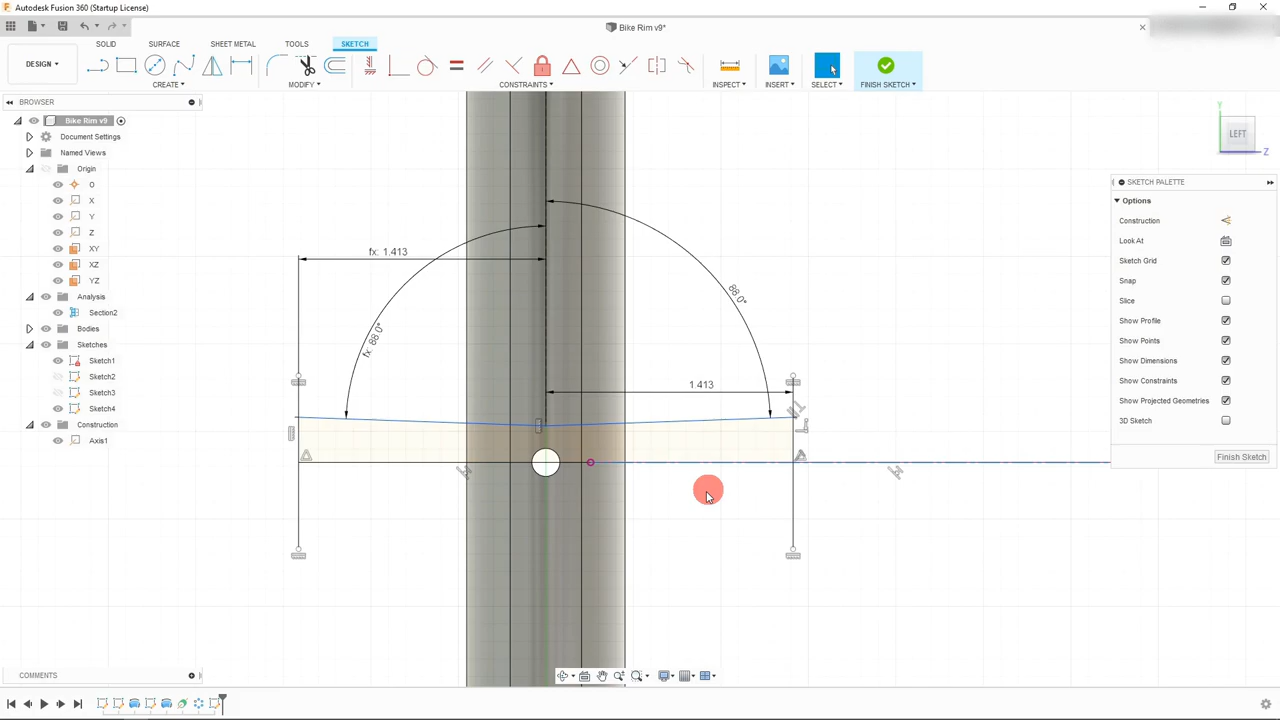 Autodesk Fusion 360 (Startup License)
Bike Rim v9*
DESIGN
SOLID SURFACE SHEET METAL TOOLS SKETCH
CREATE MODIFY CONSTRAINTS INSPECT INSERT SELECT FINISH SKETCH
BROWSER
Bike Rim v9
Document Settings
Named Views
Origin
O
X
Y
Z
XY
XZ
YZ
Analysis
Section2
Bodies
Sketches
Sketch1
Sketch2
Sketch3
Sketch4
Construction
Axis1
fx: 1.413
fx: 88.0°
88.0°
1.413
Y
LEFT
Z
SKETCH PALETTE
Options
Construction
Look At
Sketch Grid
Snap
Slice
Show Profile
Show Points
Show Dimensions
Show Constraints
Show Projected Geometries
3D Sketch
Finish Sketch
COMMENTS